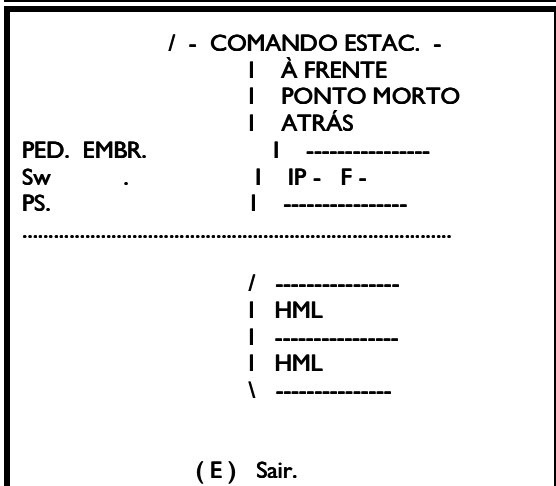 / - COMANDO ESTAC. -
I À FRENTE
I PONTO MORTO
I ATRÁS
PED. EMBR. I ----------------
Sw . I IP - F -
PS. I ----------------
...................................................................................
/ ----------------
I HML
I ----------------
I HML
\ ---------------
( E ) Sair.